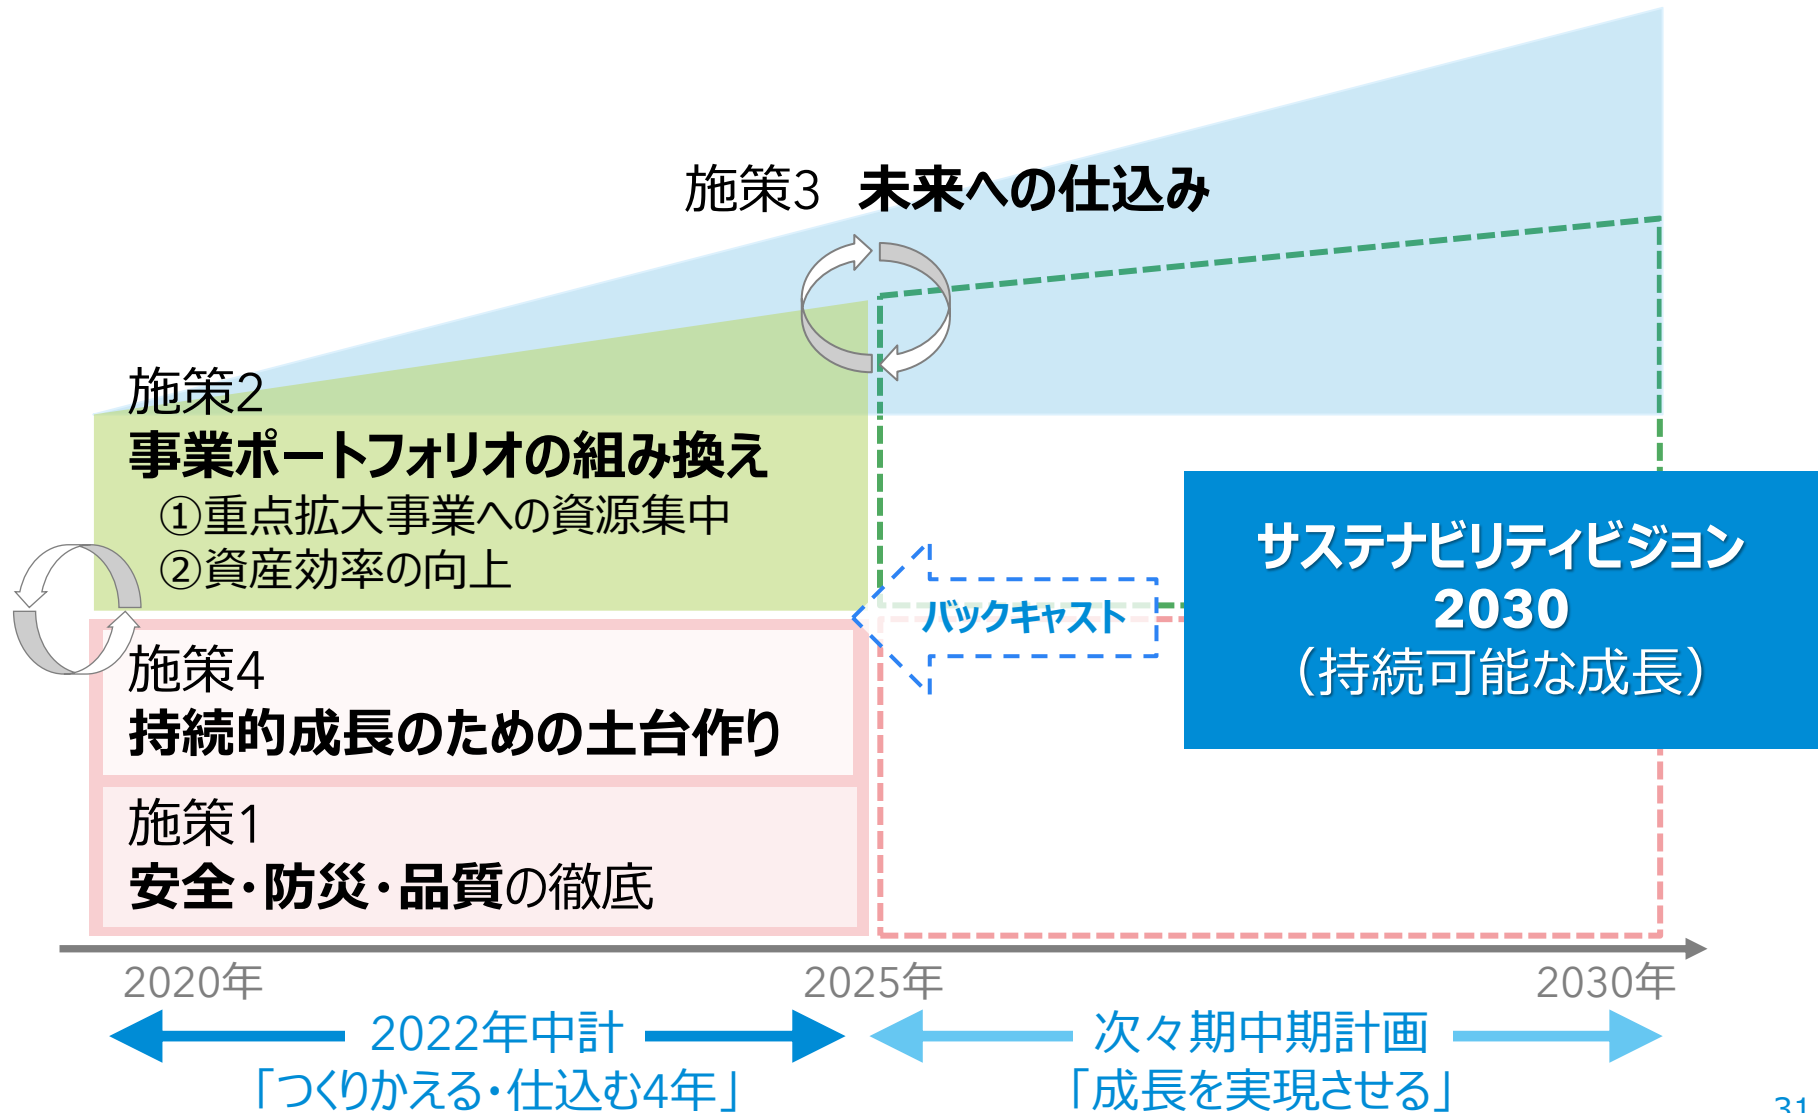 施策3 未来への仕込み
施策2
事業ポートフォリオの組み換え
①重点拡大事業への資源集中
②資産効率の向上
施策4
持続的成長のための土台作り
施策1
安全・防災・品質の徹底
バックキャスト
サステナビリティビジョン
2030
（持続可能な成長）
2020年
2025年
2030年
2022年中計
「つくりかえる・仕込む4年」
次々期中期計画
「成長を実現させる」
31